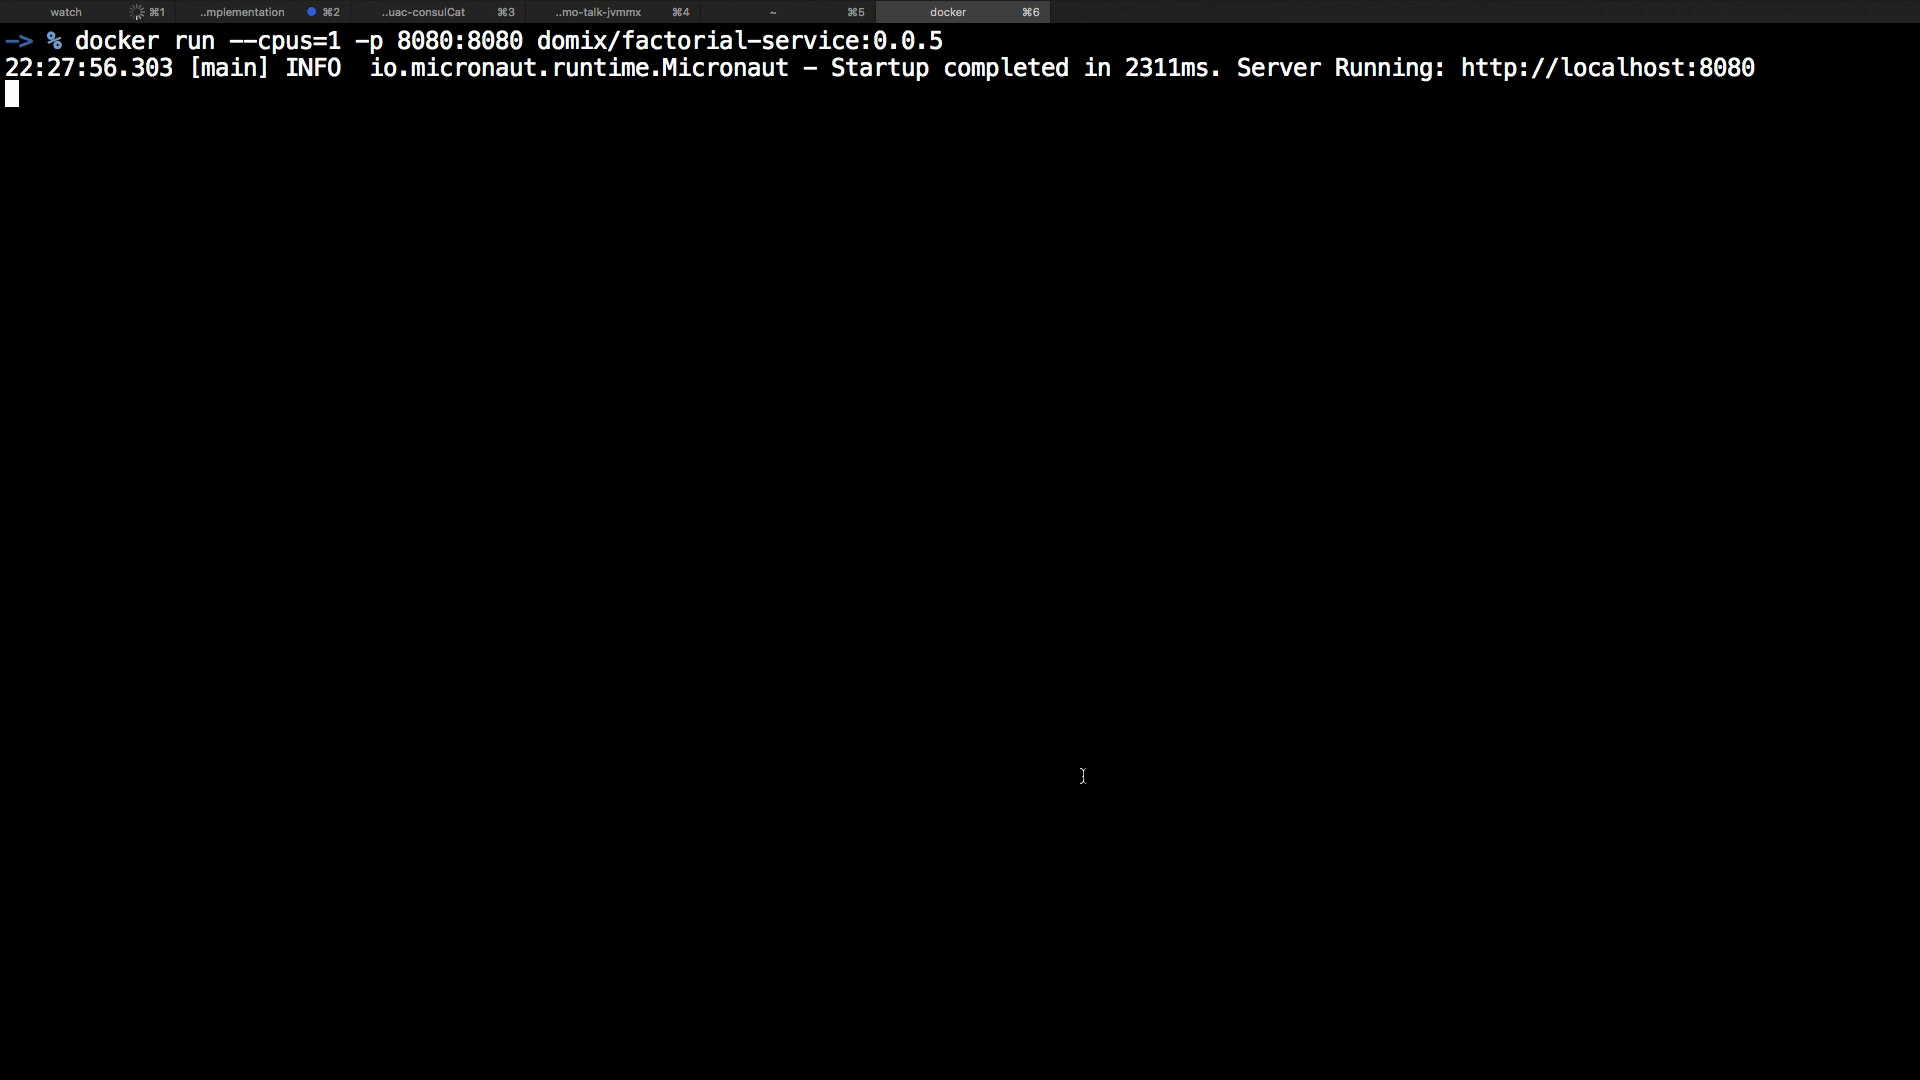 watch ⌘1 ..mplementation ⌘2 ..uac-consulCat ⌘3 ..mo-talk-jvmmx ⌘4 ~ ⌘5 docker ⌘6
—> % docker run --cpus=1 -p 8080:8080 domix/factorial-service:0.0.5
22:27:56.303 [main] INFO  io.micronaut.runtime.Micronaut - Startup completed in 2311ms. Server Running: http://localhost:8080